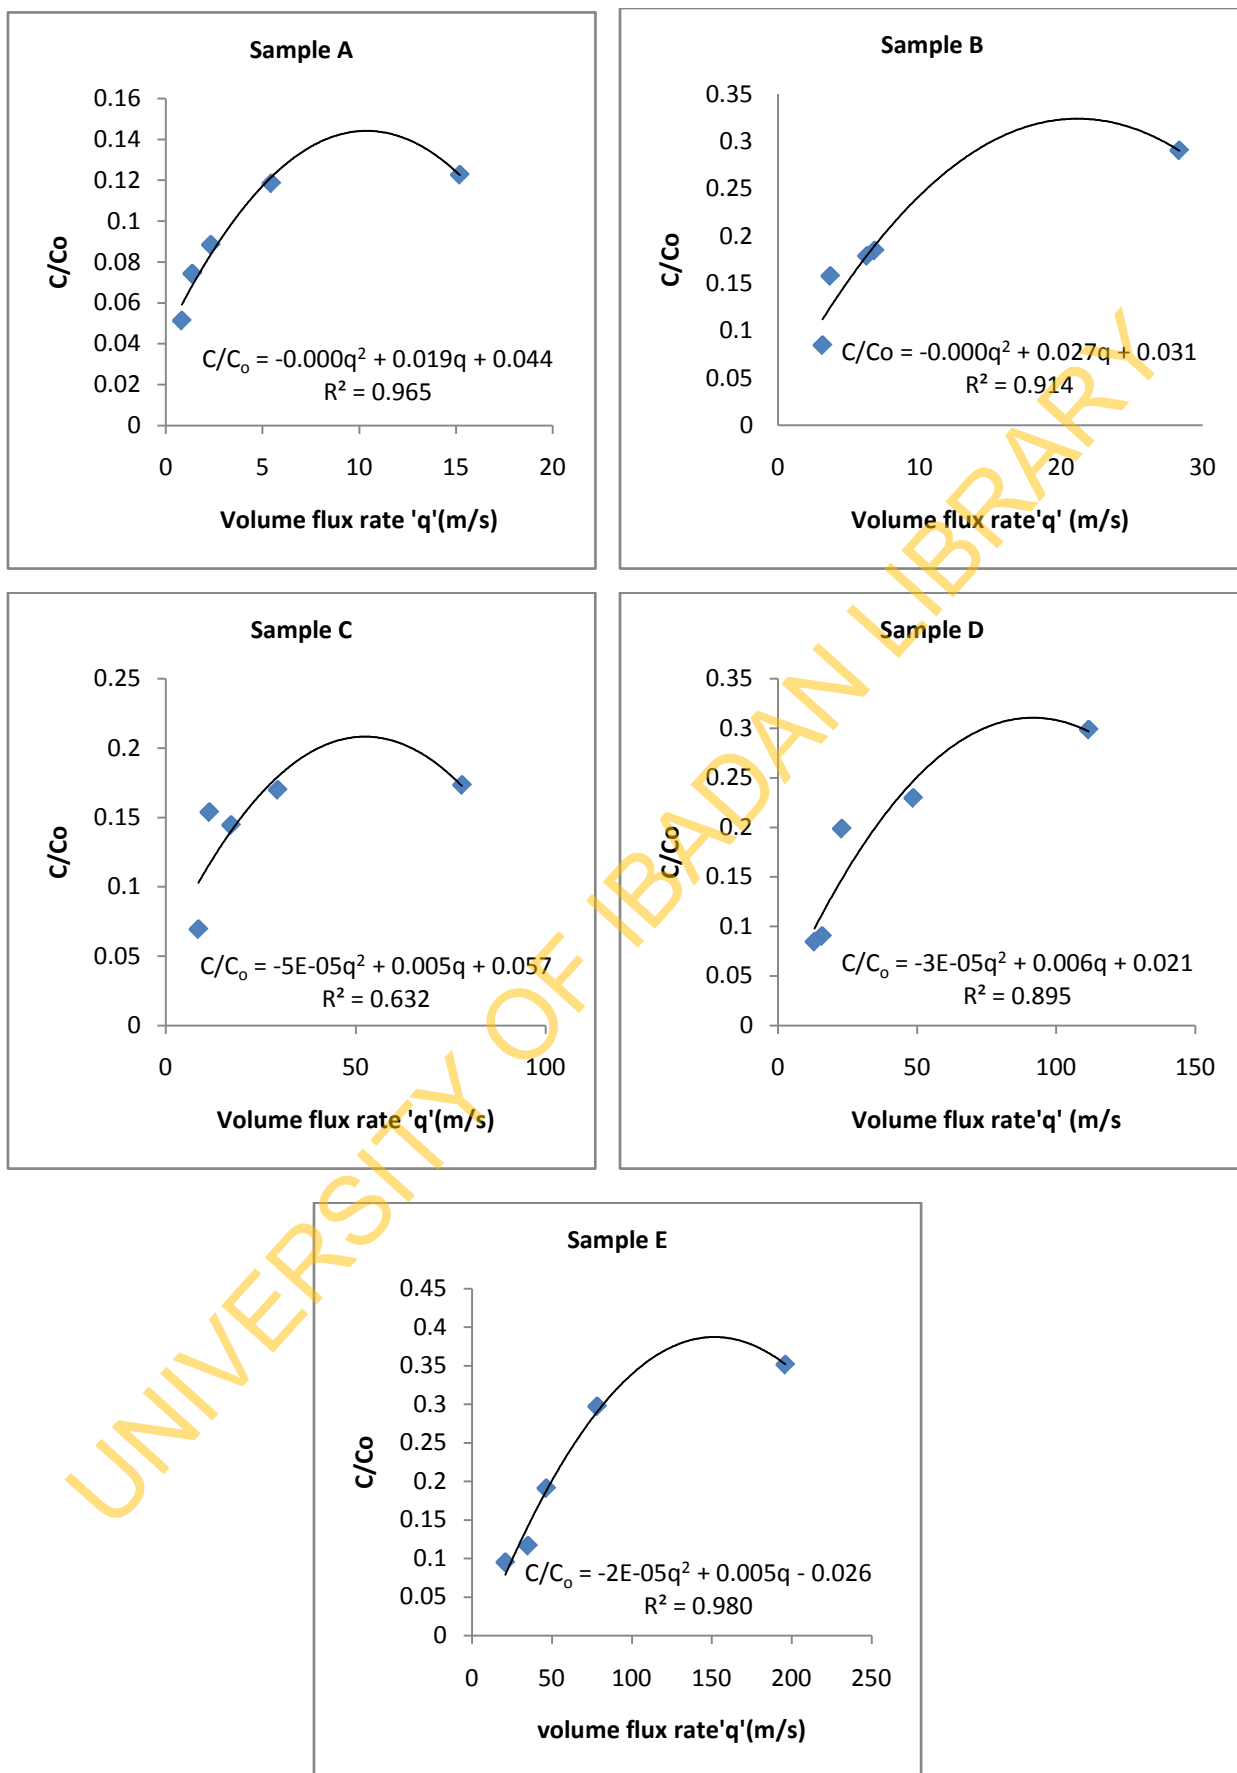 Sample A
0.16
0.14
0.12
0.1
0.08
0.06
0.04
0.02
0
C/Co
C/Co = -0.000q² + 0.019q + 0.044
R² = 0.965
0 5 10 15 20
Volume flux rate 'q'(m/s)
Sample B
0.35
0.3
0.25
0.2
0.15
0.1
0.05
0
C/Co
C/Co = -0.000q² + 0.027q + 0.031
R² = 0.914
0 10 20 30
Volume flux rate'q' (m/s)
Sample C
0.25
0.2
0.15
0.1
0.05
0
C/Co
C/Co = -5E-05q² + 0.005q + 0.057
R² = 0.632
0 50 100
Volume flux rate 'q'(m/s)
Sample D
0.35
0.3
0.25
0.2
0.15
0.1
0.05
0
C/Co
C/Co = -3E-05q² + 0.006q + 0.021
R² = 0.895
0 50 100 150
Volume flux rate'q' (m/s
Sample E
0.45
0.4
0.35
0.3
0.25
0.2
0.15
0.1
0.05
0
C/Co
C/Co = -2E-05q² + 0.005q - 0.026
R² = 0.980
0 50 100 150 200 250
volume flux rate'q'(m/s)
UNIVERSITY OF IBADAN LIBRARY